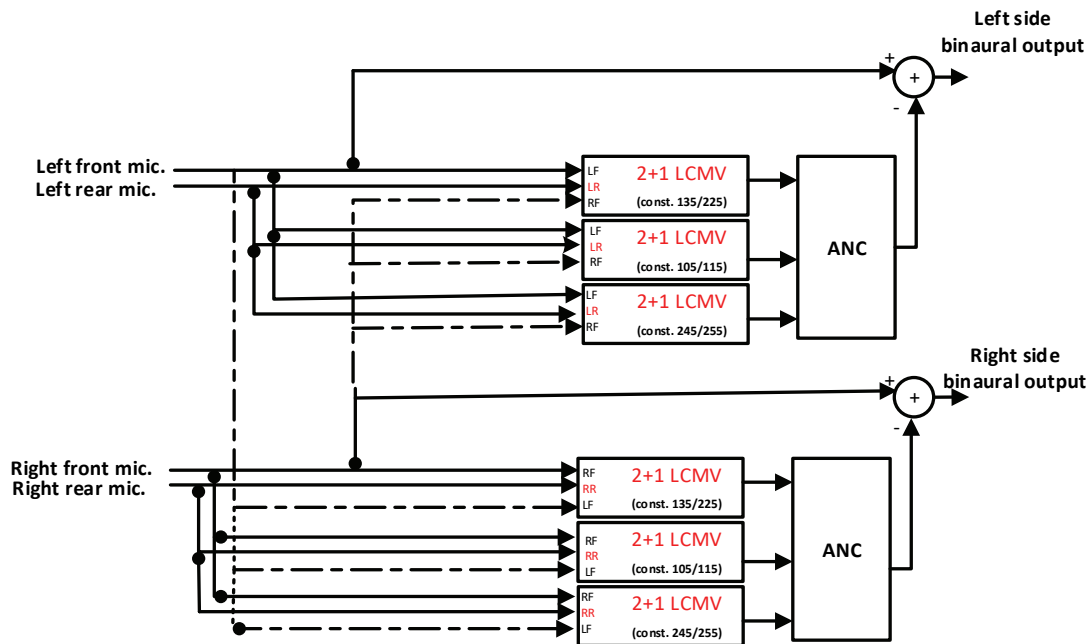 Left side
binaural output
+
+
-
Left front mic.
Left rear mic.
LF
LR
RF
2+1 LCMV
(const. 135/225)
LF
LR
RF
2+1 LCMV
(const. 105/115)
LF
LR
RF
2+1 LCMV
(const. 245/255)
ANC
Right side
binaural output
+
+
-
Right front mic.
Right rear mic.
RF
RR
LF
2+1 LCMV
(const. 135/225)
RF
RR
LF
2+1 LCMV
(const. 105/115)
RF
RR
LF
2+1 LCMV
(const. 245/255)
ANC